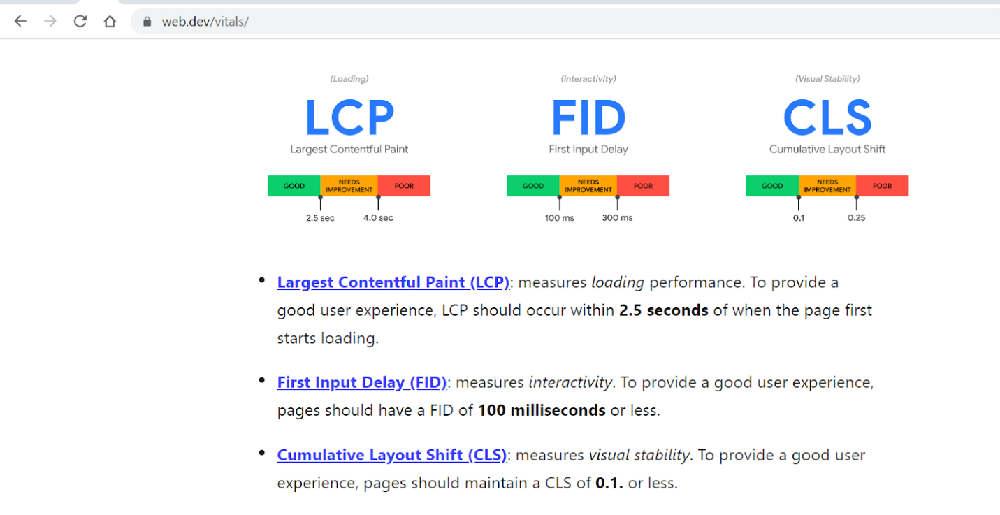 web.dev/vitals/
(Loading)
LCP
Largest Contentful Paint
GOOD
NEEDS
IMPROVEMENT
POOR
2.5 sec
4.0 sec
(Interactivity)
FID
First Input Delay
GOOD
NEEDS
IMPROVEMENT
POOR
100 ms
300 ms
(Visual Stability)
CLS
Cumulative Layout Shift
GOOD
NEEDS
IMPROVEMENT
POOR
0.1
0.25
• Largest Contentful Paint (LCP): measures loading performance. To provide a
good user experience, LCP should occur within 2.5 seconds of when the page first
starts loading.
• First Input Delay (FID): measures interactivity. To provide a good user experience,
pages should have a FID of 100 milliseconds or less.
• Cumulative Layout Shift (CLS): measures visual stability. To provide a good user
experience, pages should maintain a CLS of 0.1. or less.